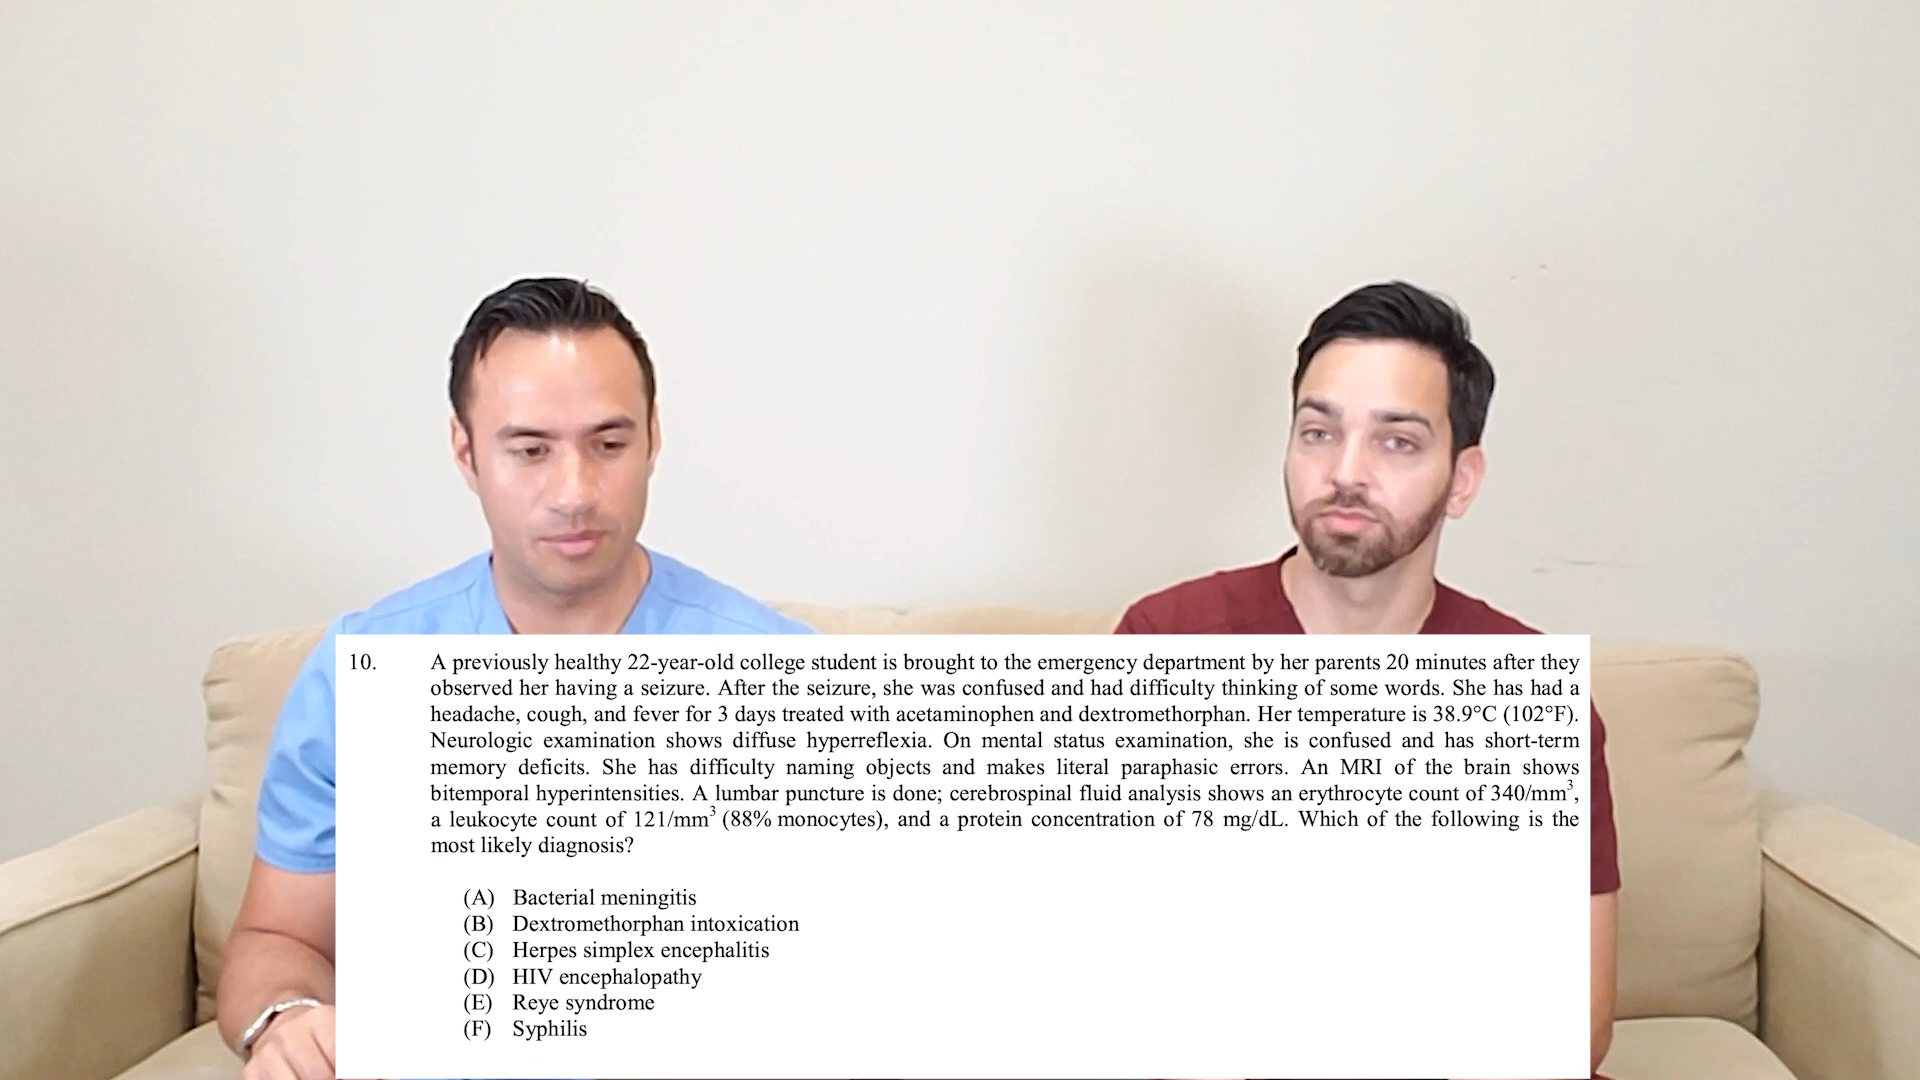 10. A previously healthy 22-year-old college student is brought to the emergency department by her parents 20 minutes after they
observed her having a seizure. After the seizure, she was confused and had difficulty thinking of some words. She has had a
headache, cough, and fever for 3 days treated with acetaminophen and dextromethorphan. Her temperature is 38.9°C (102°F).
Neurologic examination shows diffuse hyperreflexia. On mental status examination, she is confused and has short-term
memory deficits. She has difficulty naming objects and makes literal paraphasic errors. An MRI of the brain shows
bitemporal hyperintensities. A lumbar puncture is done; cerebrospinal fluid analysis shows an erythrocyte count of 340/mm³,
a leukocyte count of 121/mm³ (88% monocytes), and a protein concentration of 78 mg/dL. Which of the following is the
most likely diagnosis?
(A) Bacterial meningitis
(B) Dextromethorphan intoxication
(C) Herpes simplex encephalitis
(D) HIV encephalopathy
(E) Reye syndrome
(F) Syphilis